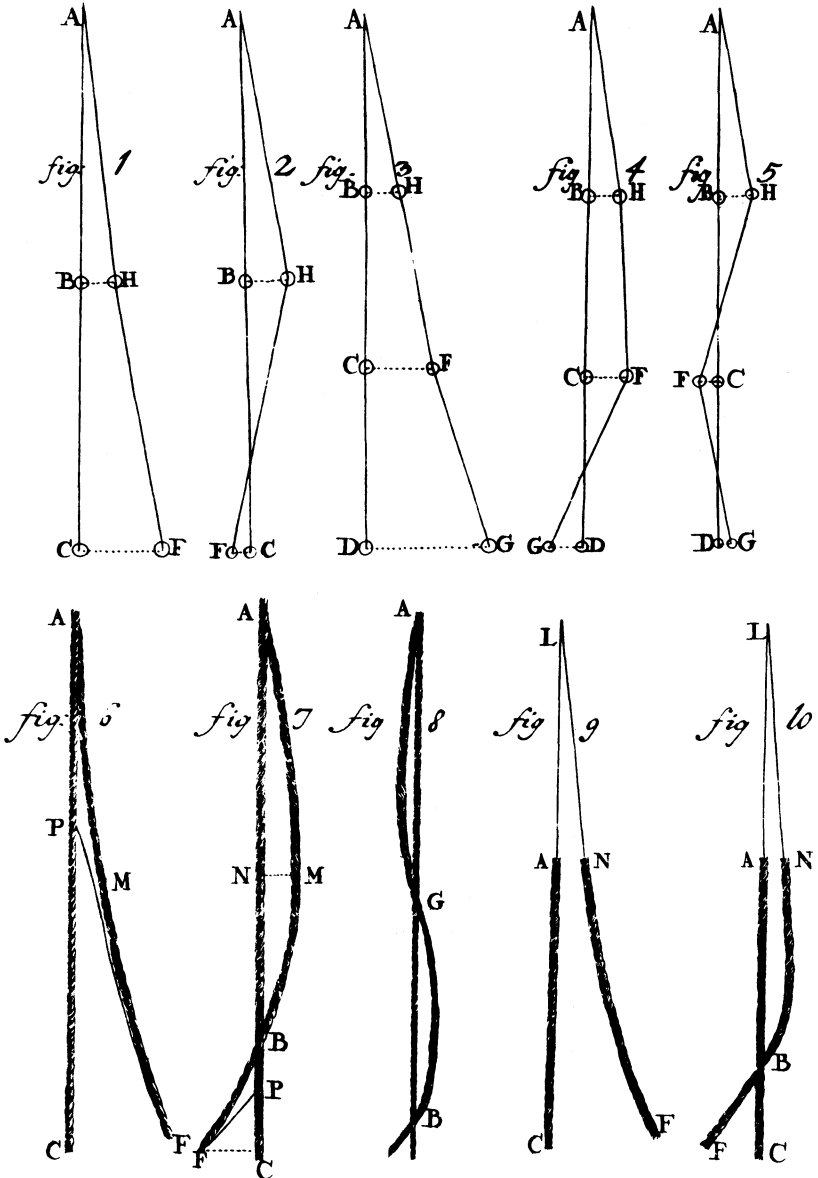 A A A A A
fig. 1 fig. 2 fig. 3 fig 4 fig 5
B H B H B H B H B H
C F C F F C
C F F C D G G D D G
A A A L L
fig. 6 fig 7 fig 8 fig 9 fig 10
P
M N M G A N A N
B B
P B
C F F C C F F C